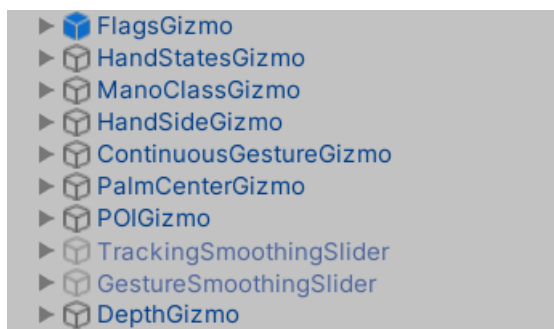 FlagsGizmo
HandStatesGizmo
ManoClassGizmo
HandSideGizmo
ContinuousGestureGizmo
PalmCenterGizmo
POIGizmo
TrackingSmoothingSlider
GestureSmoothingSlider
DepthGizmo